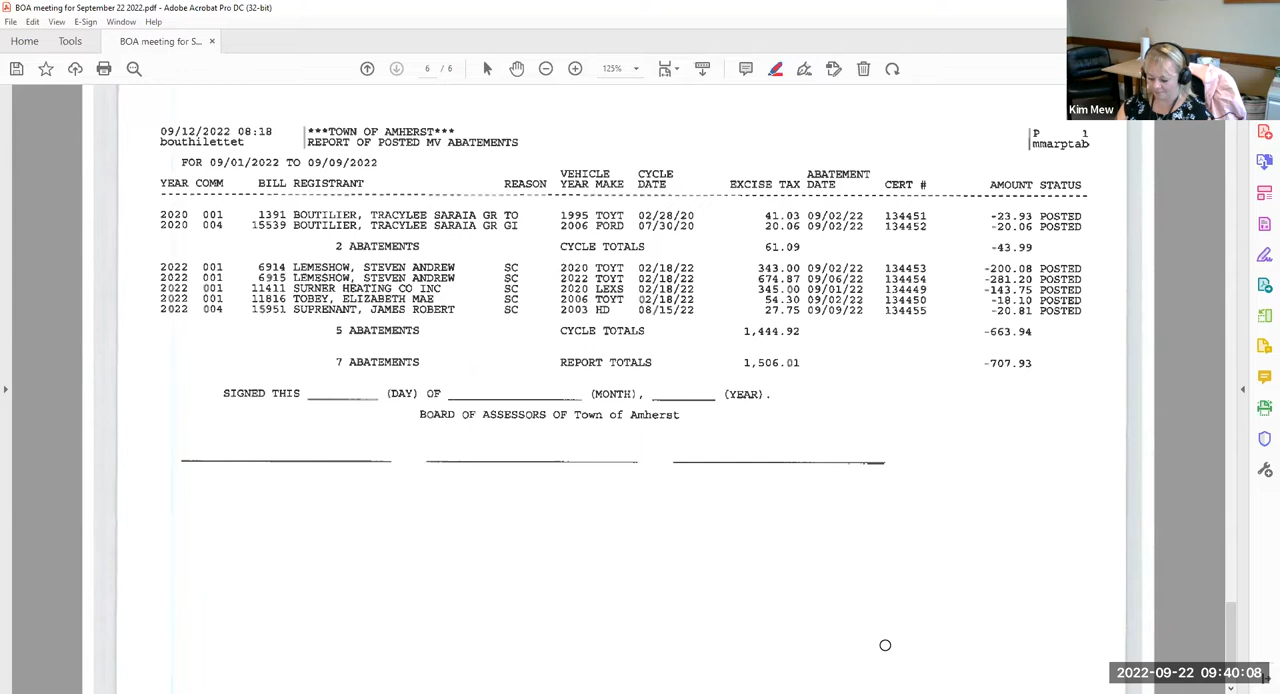 BOA meeting for September 22 2022.pdf - Adobe Acrobat Pro DC (32-bit)
File Edit View E-Sign Window Help
Home Tools BOA meeting for S... ×
6 / 6 125%
Kim Mew
09/12/2022 08:18 ***TOWN OF AMHERST*** P 1
bouthilettet REPORT OF POSTED MV ABATEMENTS mmarptab
FOR 09/01/2022 TO 09/09/2022
VEHICLE CYCLE ABATEMENT
YEAR COMM BILL REGISTRANT REASON YEAR MAKE DATE EXCISE TAX DATE CERT # AMOUNT STATUS
2020 001 1391 BOUTILIER, TRACYLEE SARAIA GR TO 1995 TOYT 02/28/20 41.03 09/02/22 134451 -23.93 POSTED
2020 004 15539 BOUTILIER, TRACYLEE SARAIA GR GI 2006 FORD 07/30/20 20.06 09/02/22 134452 -20.06 POSTED
2 ABATEMENTS CYCLE TOTALS 61.09 -43.99
2022 001 6914 LEMESHOW, STEVEN ANDREW SC 2020 TOYT 02/18/22 343.00 09/02/22 134453 -200.08 POSTED
2022 001 6915 LEMESHOW, STEVEN ANDREW SC 2022 TOYT 02/18/22 674.87 09/06/22 134454 -281.20 POSTED
2022 001 11411 SURNER HEATING CO INC SC 2020 LEXS 02/18/22 345.00 09/01/22 134449 -143.75 POSTED
2022 001 11816 TOBEY, ELIZABETH MAE SC 2006 TOYT 02/18/22 54.30 09/02/22 134450 -18.10 POSTED
2022 004 15951 SUPRENANT, JAMES ROBERT SC 2003 HD 08/15/22 27.75 09/09/22 134455 -20.81 POSTED
5 ABATEMENTS CYCLE TOTALS 1,444.92 -663.94
7 ABATEMENTS REPORT TOTALS 1,506.01 -707.93
SIGNED THIS ________ (DAY) OF ________ (MONTH), ________ (YEAR).
BOARD OF ASSESSORS OF Town of Amherst
2022-09-22 09:40:08